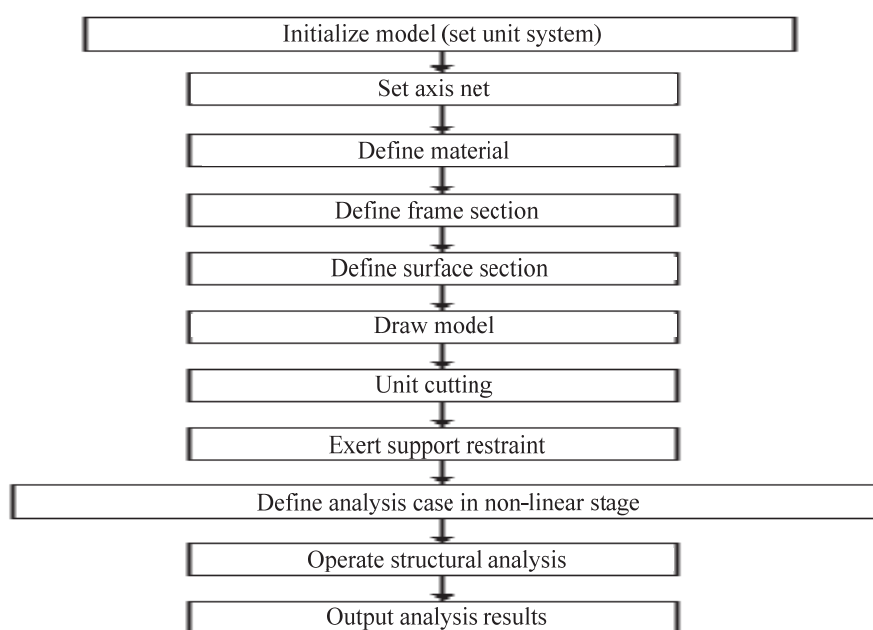 Initialize model (set unit system)
Set axis net
Define material
Define frame section
Define surface section
Draw model
Unit cutting
Exert support restraint
Define analysis case in non-linear stage
Operate structural analysis
Output analysis results